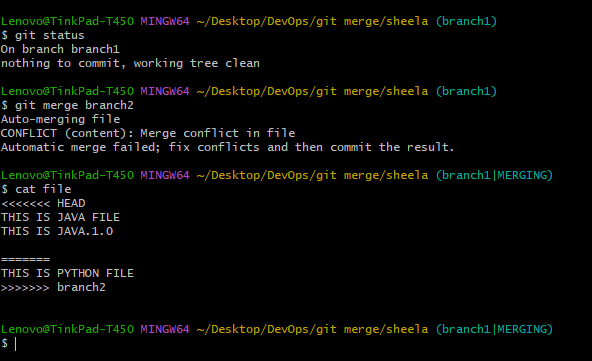 Lenovo@TinkPad-T450 MINGW64 ~/Desktop/DevOps/git merge/sheela (branch1)
$ git status
On branch branch1
nothing to commit, working tree clean
Lenovo@TinkPad-T450 MINGW64 ~/Desktop/DevOps/git merge/sheela (branch1)
$ git merge branch2
Auto-merging file
CONFLICT (content): Merge conflict in file
Automatic merge failed; fix conflicts and then commit the result.
Lenovo@TinkPad-T450 MINGW64 ~/Desktop/DevOps/git merge/sheela (branch1|MERGING)
$ cat file
<<<<<<< HEAD
THIS IS JAVA FILE
THIS IS JAVA.1.0
=======
THIS IS PYTHON FILE
>>>>>>> branch2
Lenovo@TinkPad-T450 MINGW64 ~/Desktop/DevOps/git merge/sheela (branch1|MERGING)
$